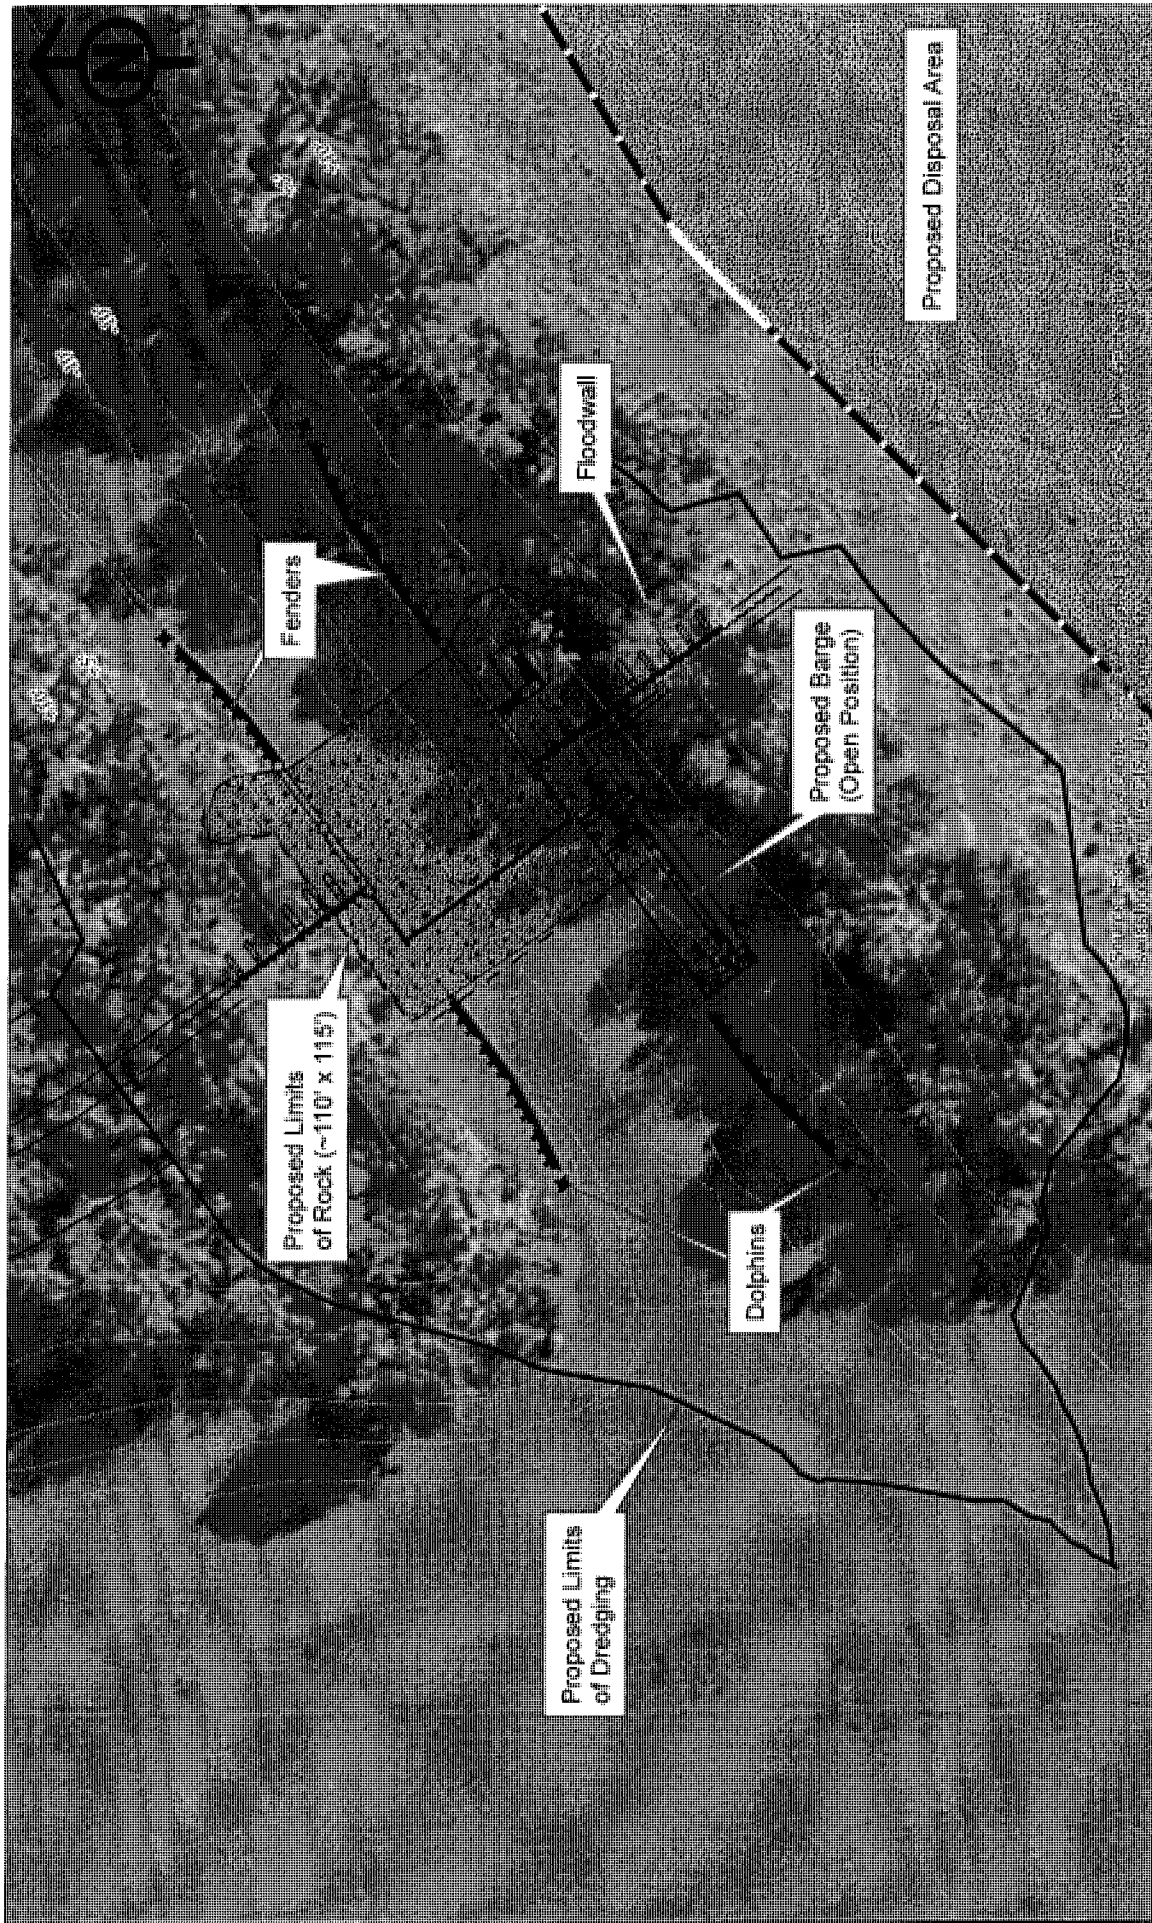 N
Proposed Disposal Area
Floodwall
Fenders
Proposed Barge
(Open Position)
Proposed Limits
of Rock (~110' x 115')
Dolphins
Proposed Limits
of Dredging